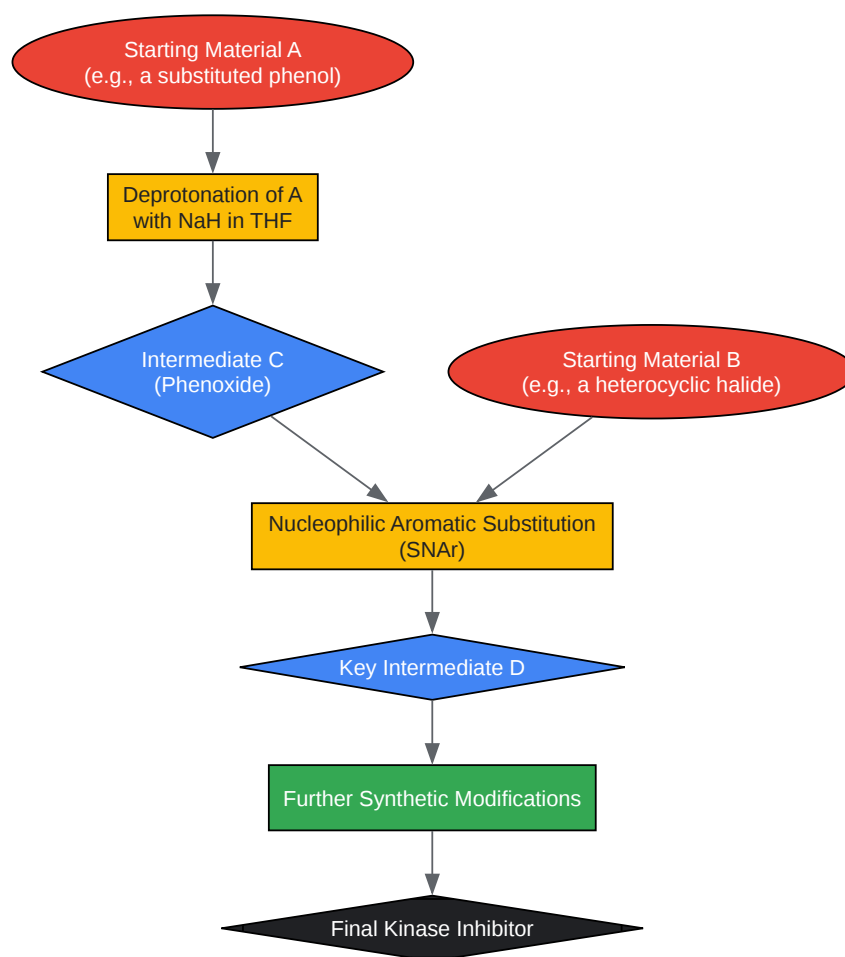 Starting Material A
(e.g., a substituted phenol)
Deprotonation of A
with NaH in THF
Intermediate C
(Phenoxide)
Starting Material B
(e.g., a heterocyclic halide)
Nucleophilic Aromatic Substitution
(SNAr)
Key Intermediate D
Further Synthetic Modifications
Final Kinase Inhibitor